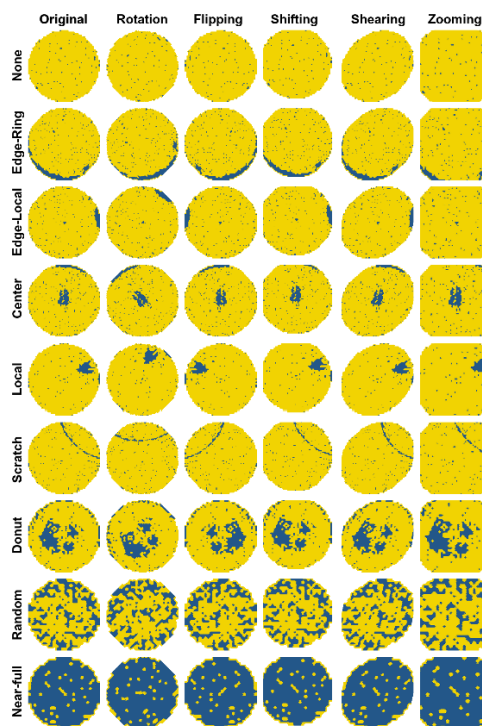 Original Rotation Flipping Shifting Shearing Zooming
None
Edge-Ring
Edge-Local
Center
Local
Scratch
Donut
Random
Near-full